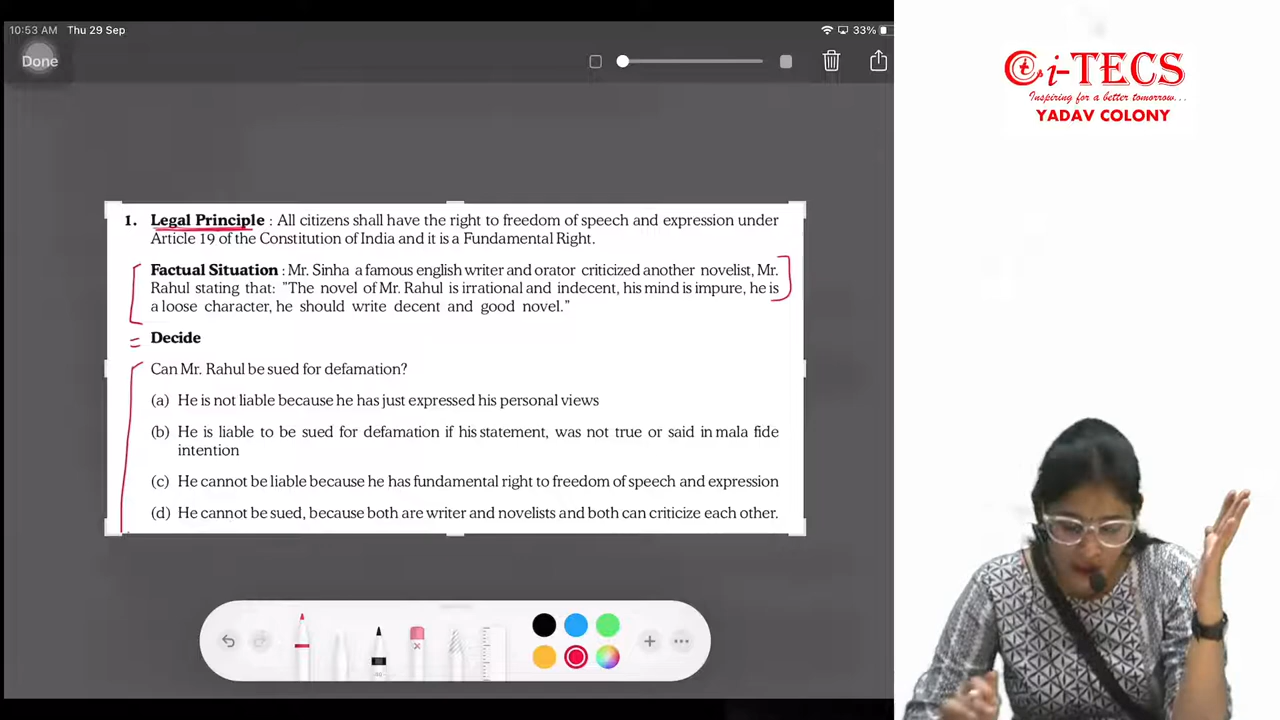 10:53 AM Thu 29 Sep
33%
Done
i-TECS
Inspiring for a better tomorrow...
YADAV COLONY
1. Legal Principle : All citizens shall have the right to freedom of speech and expression under
Article 19 of the Constitution of India and it is a Fundamental Right.
Factual Situation : Mr. Sinha a famous english writer and orator criticized another novelist, Mr.
Rahul stating that: "The novel of Mr. Rahul is irrational and indecent, his mind is impure, he is
a loose character, he should write decent and good novel."
Decide
Can Mr. Rahul be sued for defamation?
(a) He is not liable because he has just expressed his personal views
(b) He is liable to be sued for defamation if his statement, was not true or said in mala fide
intention
(c) He cannot be liable because he has fundamental right to freedom of speech and expression
(d) He cannot be sued, because both are writer and novelists and both can criticize each other.